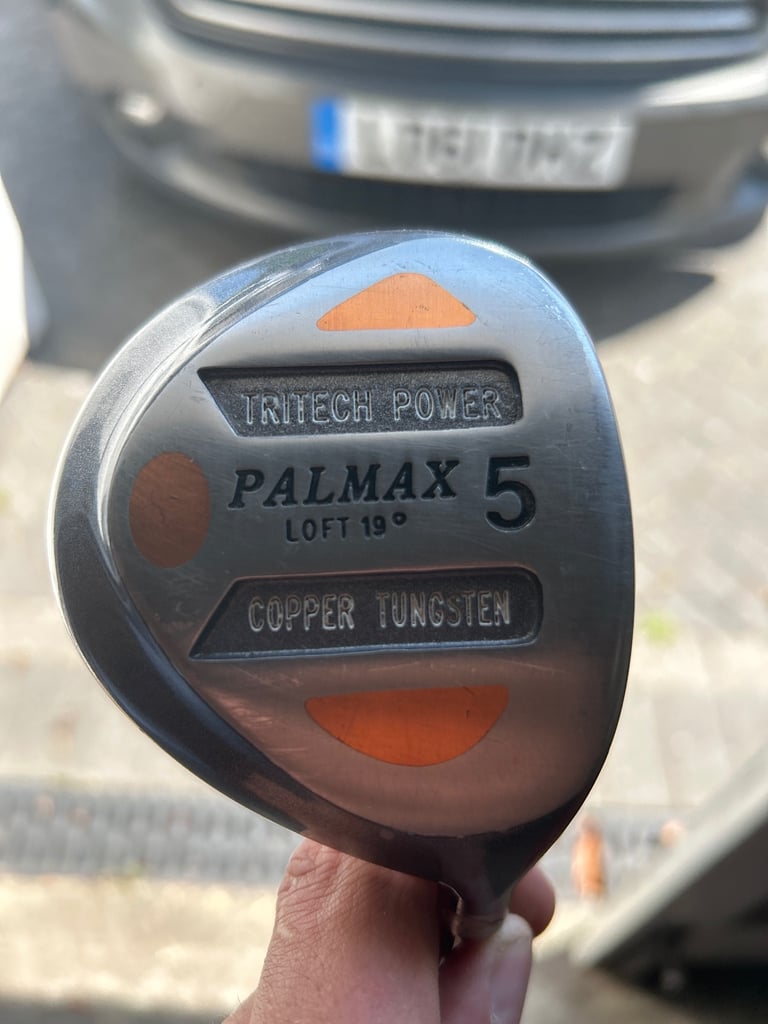 TRITECH POWER
PALMAX 5
LOFT 19°
COPPER TUNGSTEN